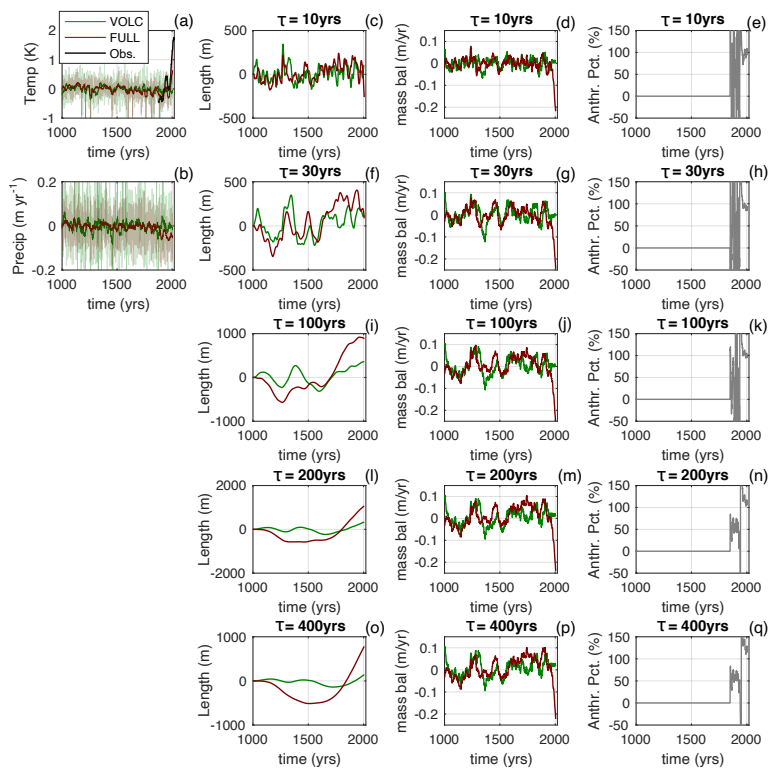 VOLC
FULL
Obs.
(a)
Temp (K)
2
1
0
-1
1000 1500 2000
time (yrs)
τ = 10yrs
(c)
Length (m)
500
0
-500
1000 1500 2000
time (yrs)
τ = 10yrs
(d)
mass bal (m/yr)
0.1
0
-0.1
-0.2
1000 1500 2000
time (yrs)
τ = 10yrs
(e)
Anthr. Pct. (%)
150
100
50
0
-50
1000 1500 2000
time (yrs)
(b)
Precip (m yr⁻¹)
0.2
0
-0.2
1000 1500 2000
time (yrs)
τ = 30yrs
(f)
Length (m)
500
0
-500
1000 1500 2000
time (yrs)
τ = 30yrs
(g)
mass bal (m/yr)
0.1
0
-0.1
-0.2
1000 1500 2000
time (yrs)
τ = 30yrs
(h)
Anthr. Pct. (%)
150
100
50
0
-50
1000 1500 2000
time (yrs)
τ = 100yrs
(i)
Length (m)
1000
0
-1000
1000 1500 2000
time (yrs)
τ = 100yrs
(j)
mass bal (m/yr)
0.1
0
-0.1
-0.2
1000 1500 2000
time (yrs)
τ = 100yrs
(k)
Anthr. Pct. (%)
150
100
50
0
-50
1000 1500 2000
time (yrs)
τ = 200yrs
(l)
Length (m)
2000
0
-2000
1000 1500 2000
time (yrs)
τ = 200yrs
(m)
mass bal (m/yr)
0.1
0
-0.1
-0.2
1000 1500 2000
time (yrs)
τ = 200yrs
(n)
Anthr. Pct. (%)
150
100
50
0
-50
1000 1500 2000
time (yrs)
τ = 400yrs
(o)
Length (m)
1000
0
-1000
1000 1500 2000
time (yrs)
τ = 400yrs
(p)
mass bal (m/yr)
0.1
0
-0.1
-0.2
1000 1500 2000
time (yrs)
τ = 400yrs
(q)
Anthr. Pct. (%)
150
100
50
0
-50
1000 1500 2000
time (yrs)